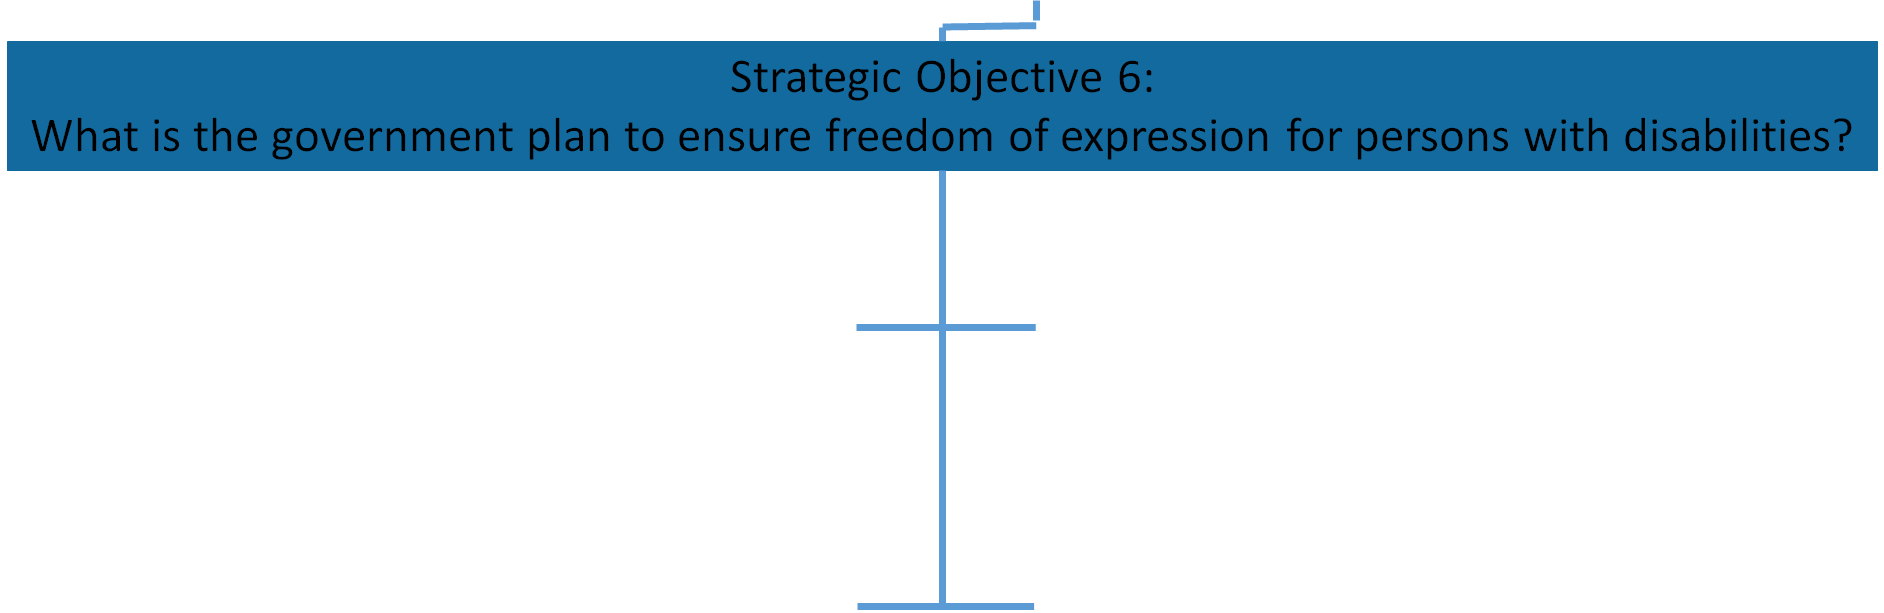 Strategic Objective 6:
What is the government plan to ensure freedom of expression for persons with disabilities?